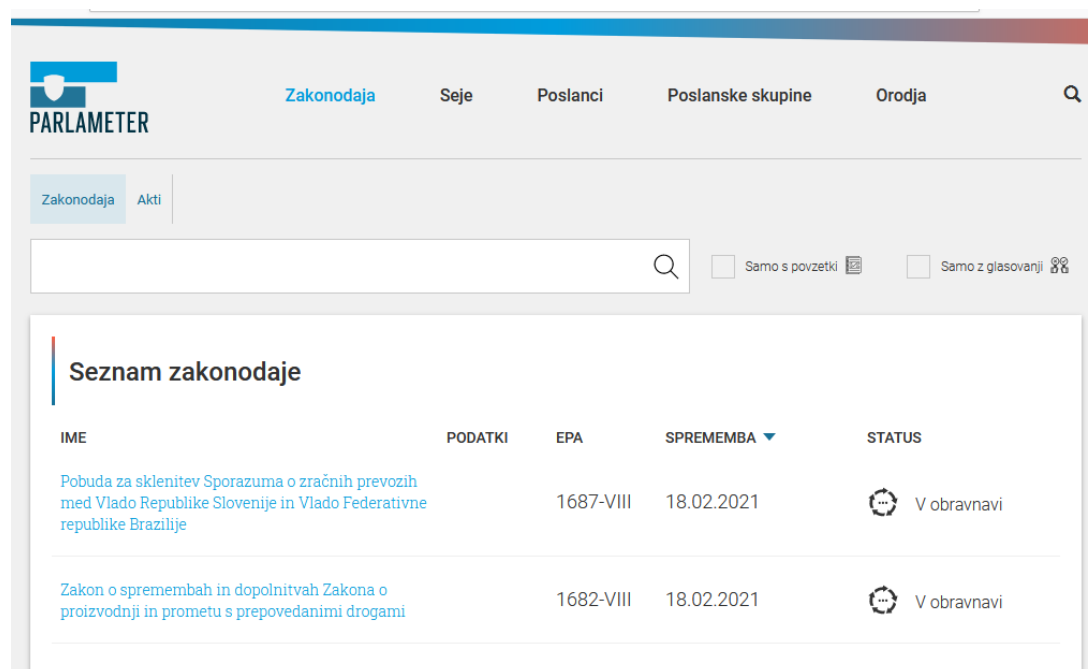 PARLAMETER
Zakonodaja Seje Poslanci Poslanske skupine Orodja
Zakonodaja Akti
Samo s povzetki Samo z glasovanji
Seznam zakonodaje
IME PODATKI EPA SPREMEMBA STATUS
Pobuda za sklenitev Sporazuma o zračnih prevozih
med Vlado Republike Slovenije in Vlado Federativne
republike Brazilije
1687-VIII 18.02.2021 V obravnavi
Zakon o spremembah in dopolnitvah Zakona o
proizvodnji in prometu s prepovedanimi drogami
1682-VIII 18.02.2021 V obravnavi